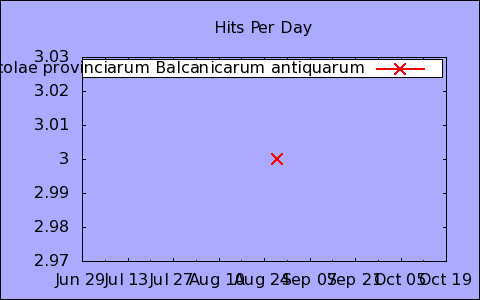 Hits Per Day
3.03
colae provinciarum Balcanicarum antiquarum
3.02
3.01
3
2.99
2.98
2.97
Jun 29 Jul 13 Jul 27 Aug 10 Aug 24 Sep 07 Sep 21 Oct 05 Oct 19